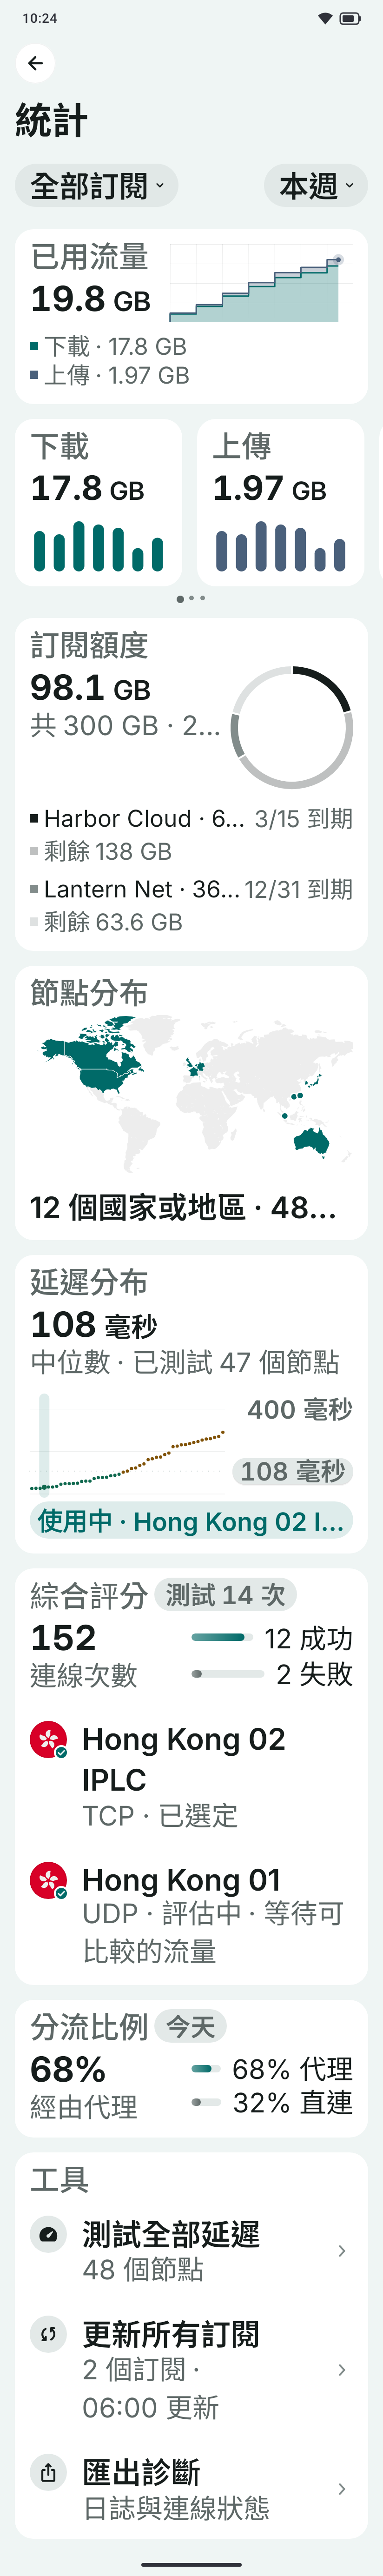 10:24
統計
全部訂閱
本週
已用流量
19.8 GB
下載 · 17.8 GB
上傳 · 1.97 GB
下載
17.8 GB
上傳
1.97 GB
訂閱額度
98.1 GB
共 300 GB · 2...
Harbor Cloud · 6... 3/15 到期
剩餘 138 GB
Lantern Net · 36... 12/31 到期
剩餘 63.6 GB
節點分布
12 個國家或地區 · 48...
延遲分布
108 毫秒
中位數 · 已測試 47 個節點
400 毫秒
108 毫秒
使用中 · Hong Kong 02 I...
綜合評分 測試 14 次
152
連線次數
12 成功
2 失敗
Hong Kong 02
IPLC
TCP · 已選定
Hong Kong 01
UDP · 評估中 · 等待可
比較的流量
分流比例 今天
68%
經由代理
68% 代理
32% 直連
工具
測試全部延遲
48 個節點
更新所有訂閱
2 個訂閱 ·
06:00 更新
匯出診斷
日誌與連線狀態